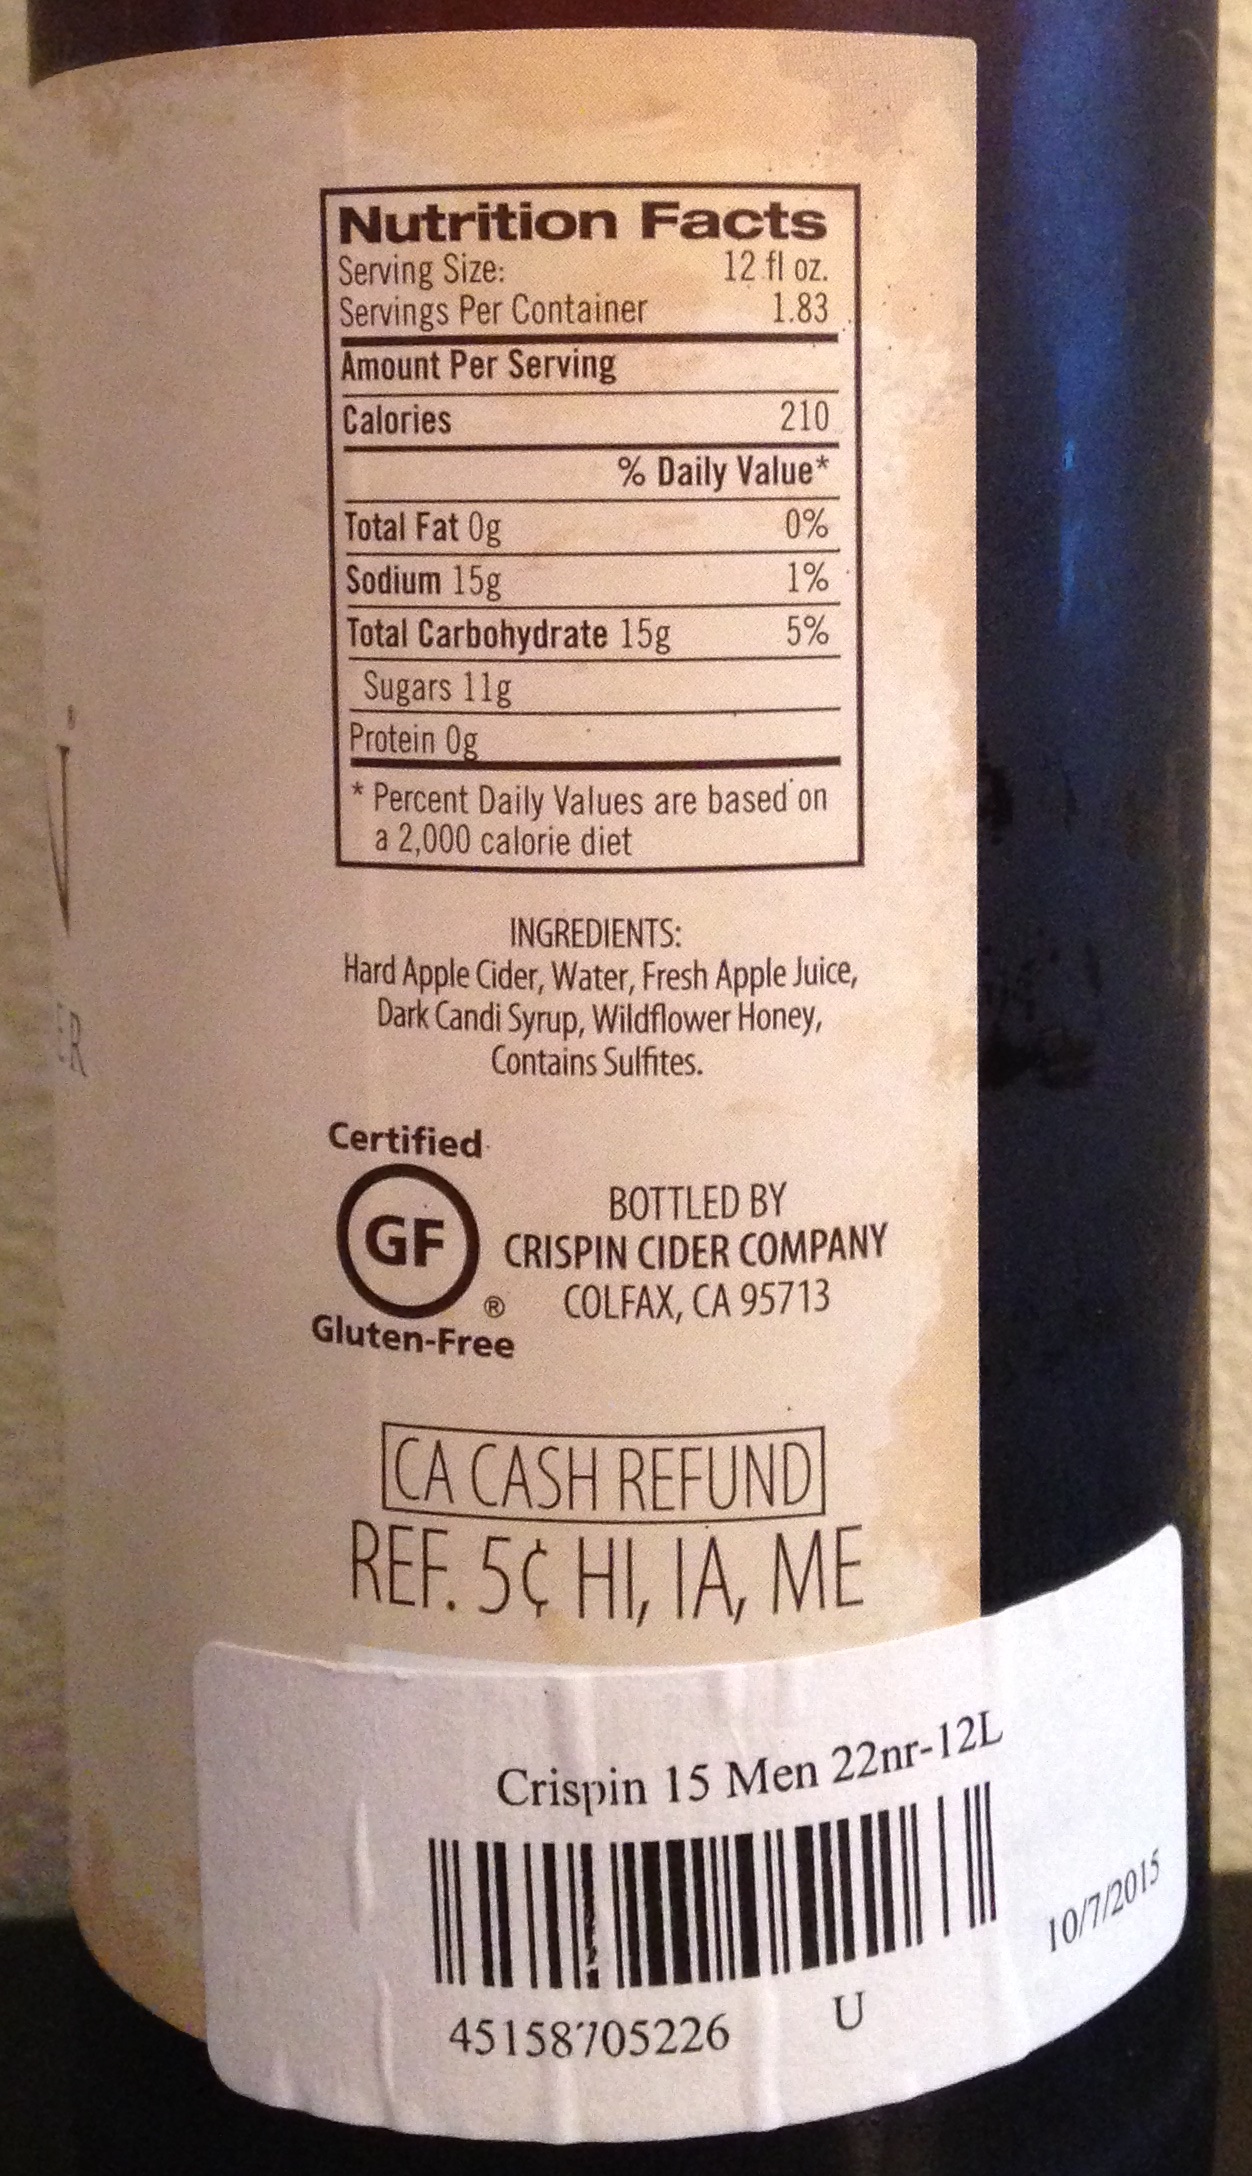 Nutrition Facts
Serving Size: 12 fl oz.
Servings Per Container 1.83
Amount Per Serving
Calories 210
% Daily Value*
Total Fat 0g 0%
Sodium 15g 1%
Total Carbohydrate 15g 5%
Sugars 11g
Protein 0g
* Percent Daily Values are based on
a 2,000 calorie diet
INGREDIENTS:
Hard Apple Cider, Water, Fresh Apple Juice,
Dark Candi Syrup, Wildflower Honey,
Contains Sulfites.
Certified
GF
®
Gluten-Free
BOTTLED BY
CRISPIN CIDER COMPANY
COLFAX, CA 95713
CA CASH REFUND
REF. 5¢ HI, IA, ME
Crispin 15 Men 22nr-12L
45158705226 U
10/7/2015